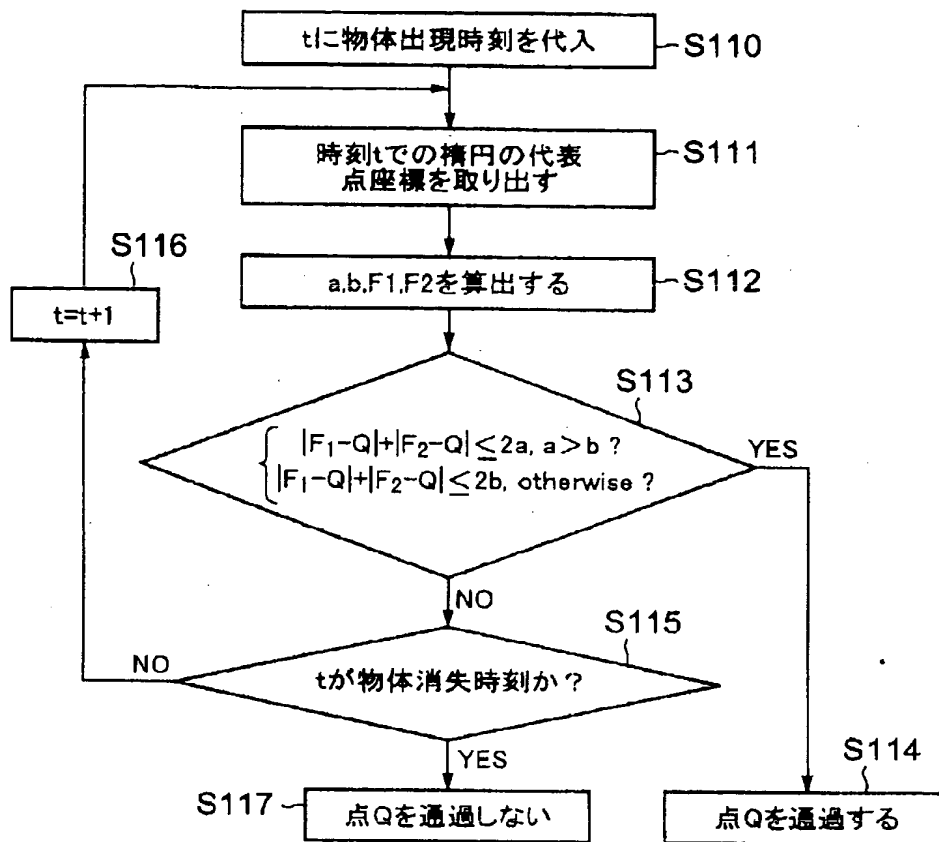 tに物体出現時刻を代入
S110
時刻tでの楕円の代表
点座標を取り出す
S111
S116
a,b,F1,F2を算出する
S112
t=t+1
S113
|F₁-Q|+|F₂-Q|≤2a, a>b ?
|F₁-Q|+|F₂-Q|≤2b, otherwise ?
YES
NO
S115
NO
tが物体消失時刻か?
YES
S114
S117
点Qを通過しない
点Qを通過する